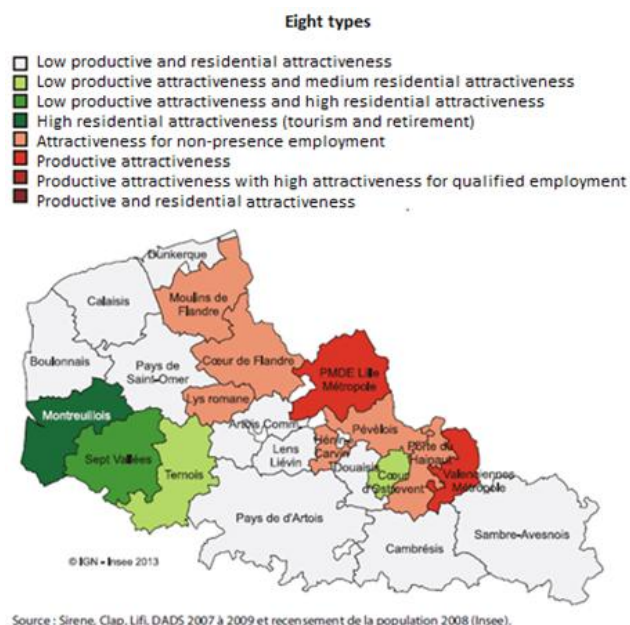 Eight types
Low productive and residential attractiveness
Low productive attractiveness and medium residential attractiveness
Low productive attractiveness and high residential attractiveness
High residential attractiveness (tourism and retirement)
Attractiveness for non-presence employment
Productive attractiveness
Productive attractiveness with high attractiveness for qualified employment
Productive and residential attractiveness
Dunkerque
Calaisis
Moulins de
Flandre
Boulonnais
Pays de
Saint-Omer
Cœur de Flandre
PMDE Lille
Métropole
Lys romane
Montreuillois
Artois Comm.
Pévèlois
Sept Vallées
Ternois
Lens
Liévin
Hénin
Carvin
Douaisis
Porte du
Hainaut
Cœur
d'Ostrevent
Valenciennes
Métropole
Pays de d'Artois
Cambrésis
Sambre-Avesnois
© IGN - Insee 2013
Source : Sirene, Clap, Lifi, DADS 2007 à 2009 et recensement de la population 2008 (Insee).